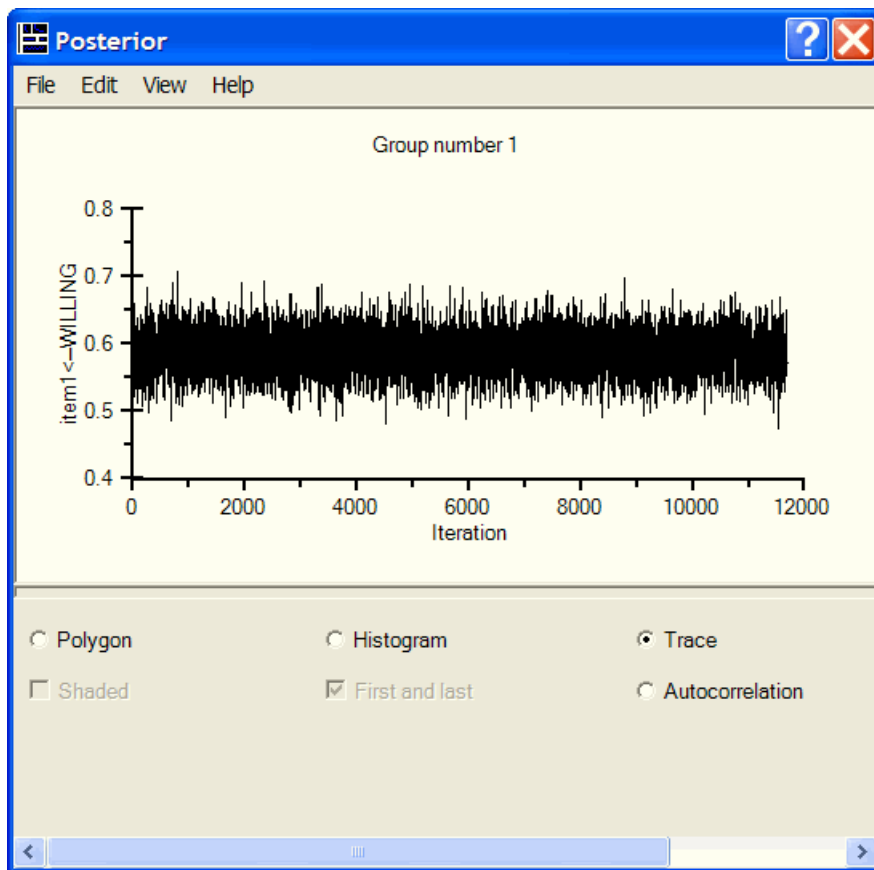 Posterior
File Edit View Help
Group number 1
item1<--WILLING
0.8
0.7
0.6
0.5
0.4
0 2000 4000 6000 8000 10000 12000
Iteration
Polygon Histogram Trace
Shaded First and last Autocorrelation